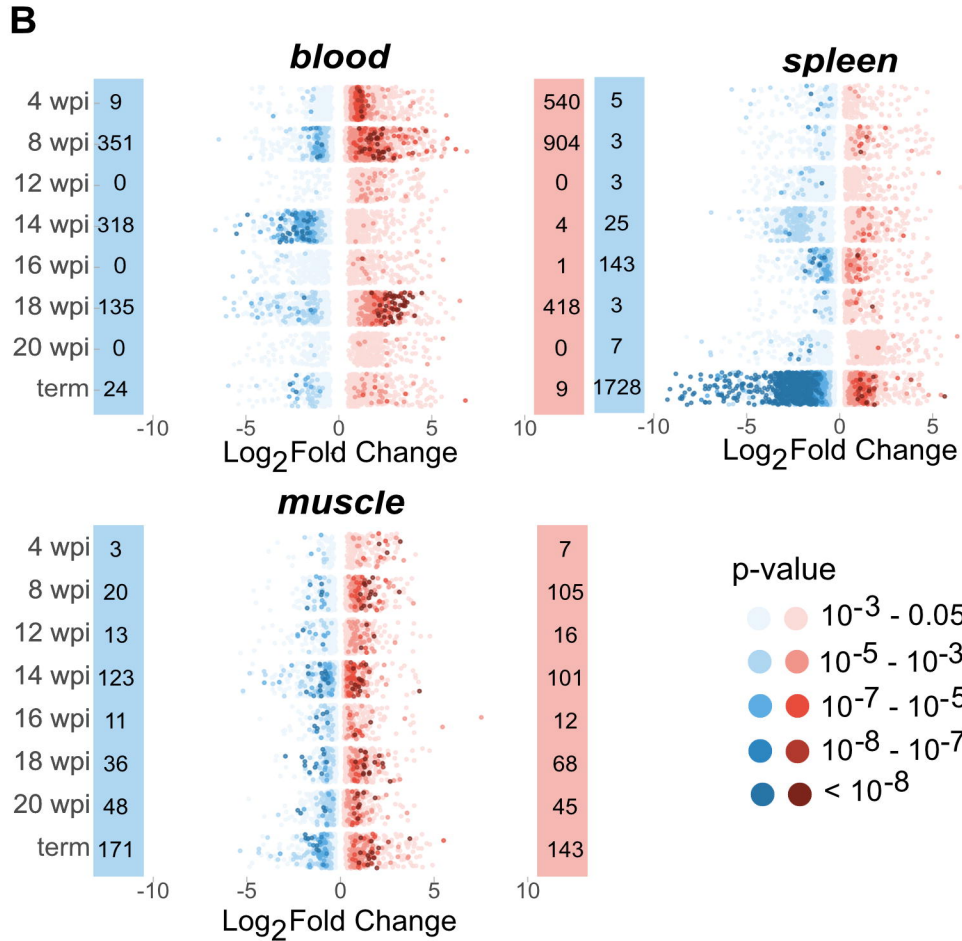 B
blood
spleen
4 wpi 9 540 5
8 wpi 351 904 3
12 wpi 0 0 3
14 wpi 318 4 25
16 wpi 0 1 143
18 wpi 135 418 3
20 wpi 0 0 7
term 24 9 1728
-10 -5 0 5 10 -10 -5 0 5
Log2Fold Change Log2Fold Change
muscle
4 wpi 3 7
8 wpi 20 105
12 wpi 13 16
14 wpi 123 101
16 wpi 11 12
18 wpi 36 68
20 wpi 48 45
term 171 143
-10 -5 0 5 10
Log2Fold Change
p-value
10-3 - 0.05
10-5 - 10-3
10-7 - 10-5
10-8 - 10-7
< 10-8